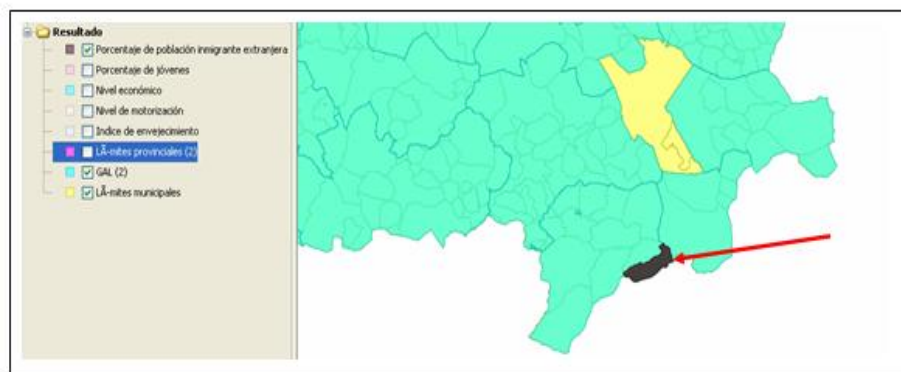 Resultado
Porcentaje de población inmigrante extranjera
Porcentaje de jóvenes
Nivel económico
Nivel de motorización
Indice de envejecimiento
LÃ-mites provinciales (2)
GAL (2)
LÃ-mites municipales